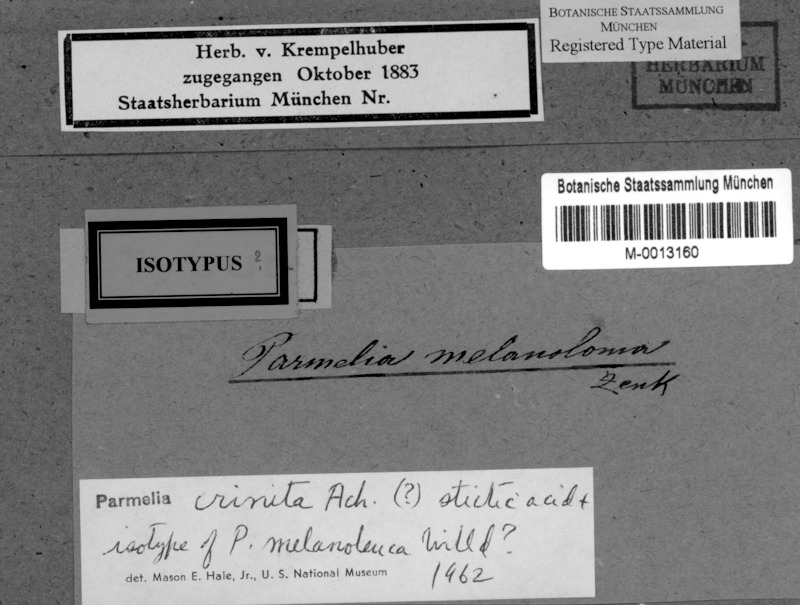 Herb. v. Krempelhuber
zugegangen Oktober 1883
Staatsherbarium München Nr.
BOTANISCHE STAATSSAMMLUNG
MÜNCHEN
Registered Type Material
HERBARIUM
MÜNCHEN
Botanische Staatssammlung München
M-0013160
ISOTYPUS 2
Parmelia melanoloma
Zenk
Parmelia crinita Ach. (?) stictic acid +
isotype of P. melanoleuca Willd?
det. Mason E. Hale, Jr., U. S. National Museum 1962